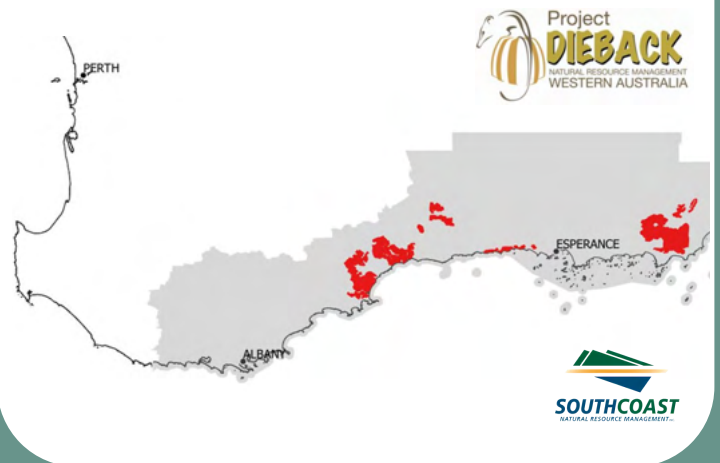 Project
DIEBACK
NATURAL RESOURCE MANAGEMENT
WESTERN AUSTRALIA
PERTH
ESPERANCE
ALBANY
SOUTHCOAST
NATURAL RESOURCE MANAGEMENT